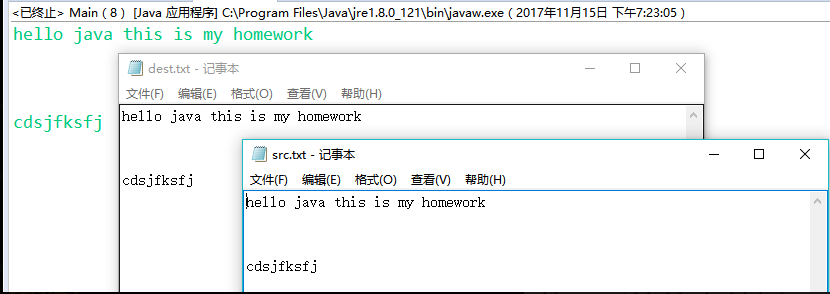 <已终止> Main（8）[Java 应用程序] C:\Program Files\Java\jre1.8.0_121\bin\javaw.exe（2017年11月15日 下午7:23:05）
hello java this is my homework
cdsjfksfj
dest.txt - 记事本
文件(F) 编辑(E) 格式(O) 查看(V) 帮助(H)
hello java this is my homework
cdsjfksfj
src.txt - 记事本
文件(F) 编辑(E) 格式(O) 查看(V) 帮助(H)
hello java this is my homework
cdsjfksfj